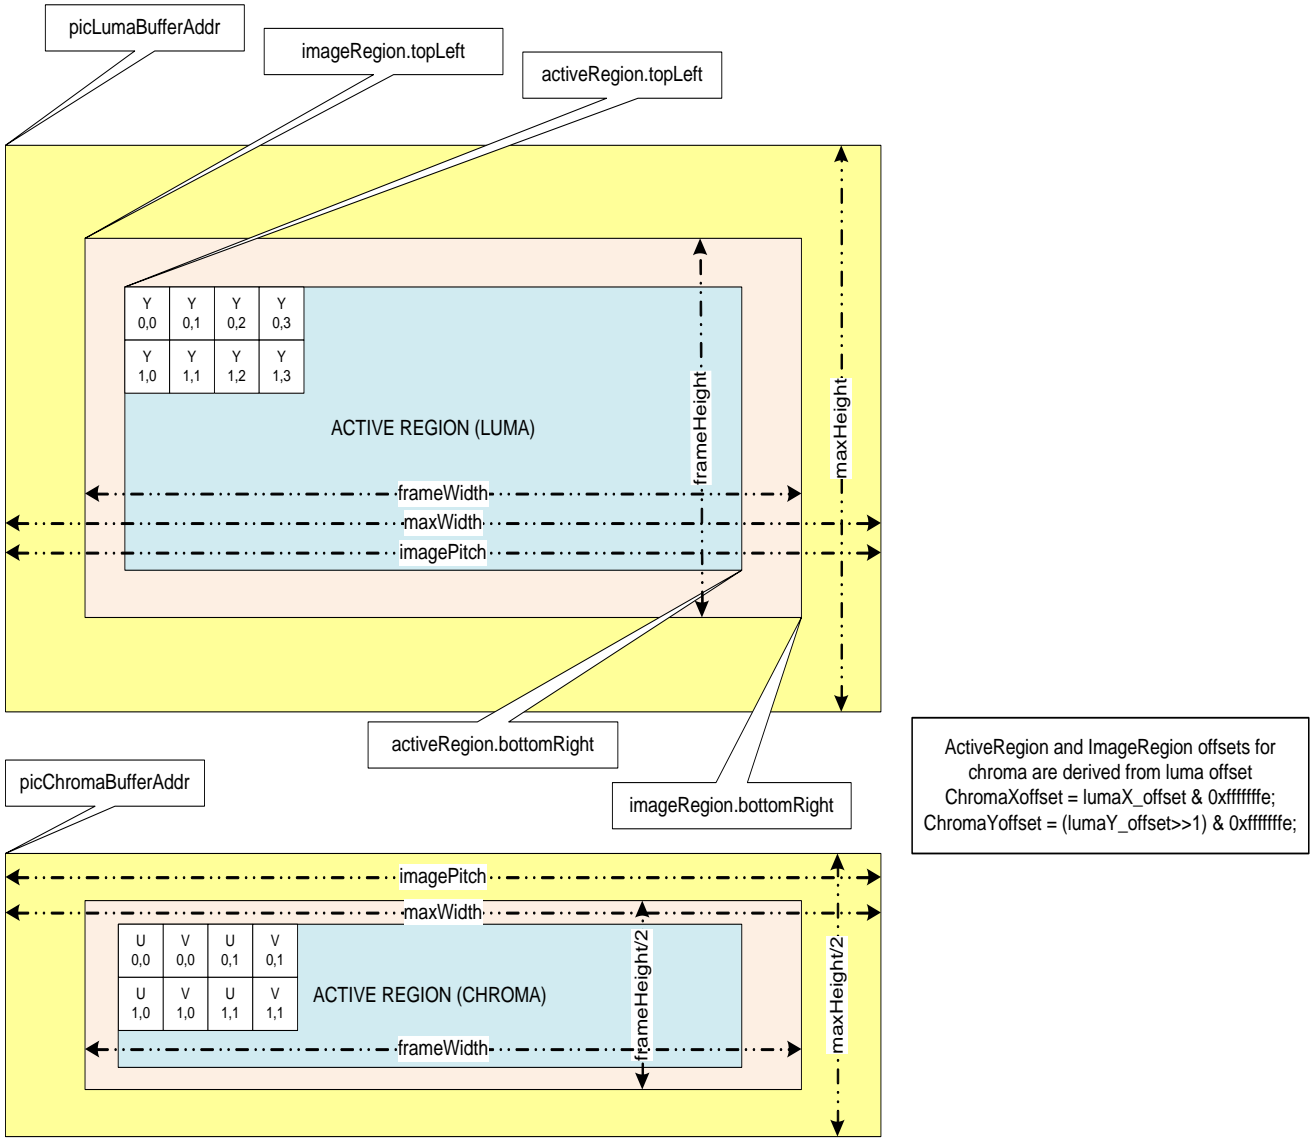 picLumaBufferAddr
imageRegion.topLeft
activeRegion.topLeft
Y Y Y Y
0,0 0,1 0,2 0,3
Y Y Y Y
1,0 1,1 1,2 1,3
ACTIVE REGION (LUMA)
frameHeight
maxHeight
frameWidth
maxWidth
imagePitch
activeRegion.bottomRight
imageRegion.bottomRight
ActiveRegion and ImageRegion offsets for
chroma are derived from luma offset
ChromaXoffset = lumaX_offset & 0xfffffffe;
ChromaYoffset = (lumaY_offset>>1) & 0xfffffffe;
picChromaBufferAddr
imagePitch
maxWidth
U V U V
0,0 0,0 0,1 0,1
U V U V
1,0 1,0 1,1 1,1
ACTIVE REGION (CHROMA)
frameHeight/2
maxHeight/2
frameWidth